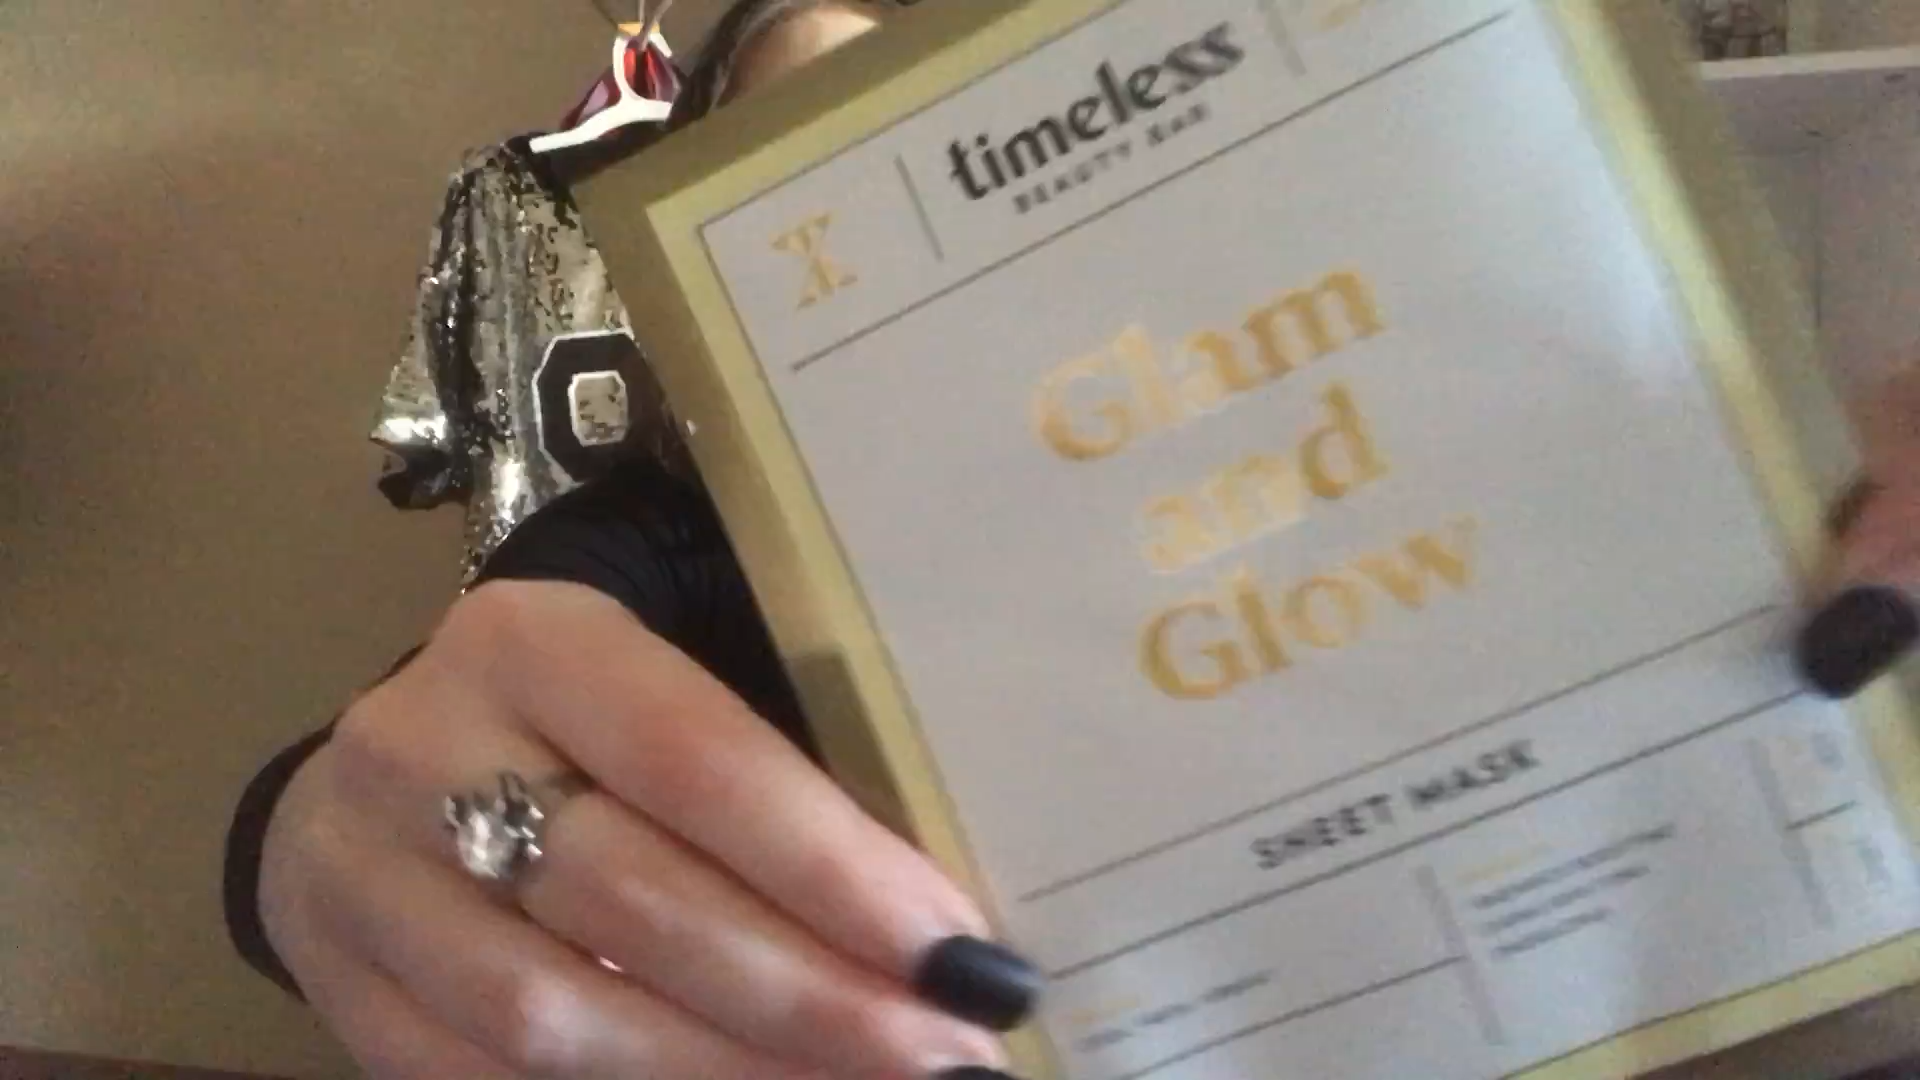 timeless
BEAUTY BAR
Glam
and
Glow
SHEET MASK